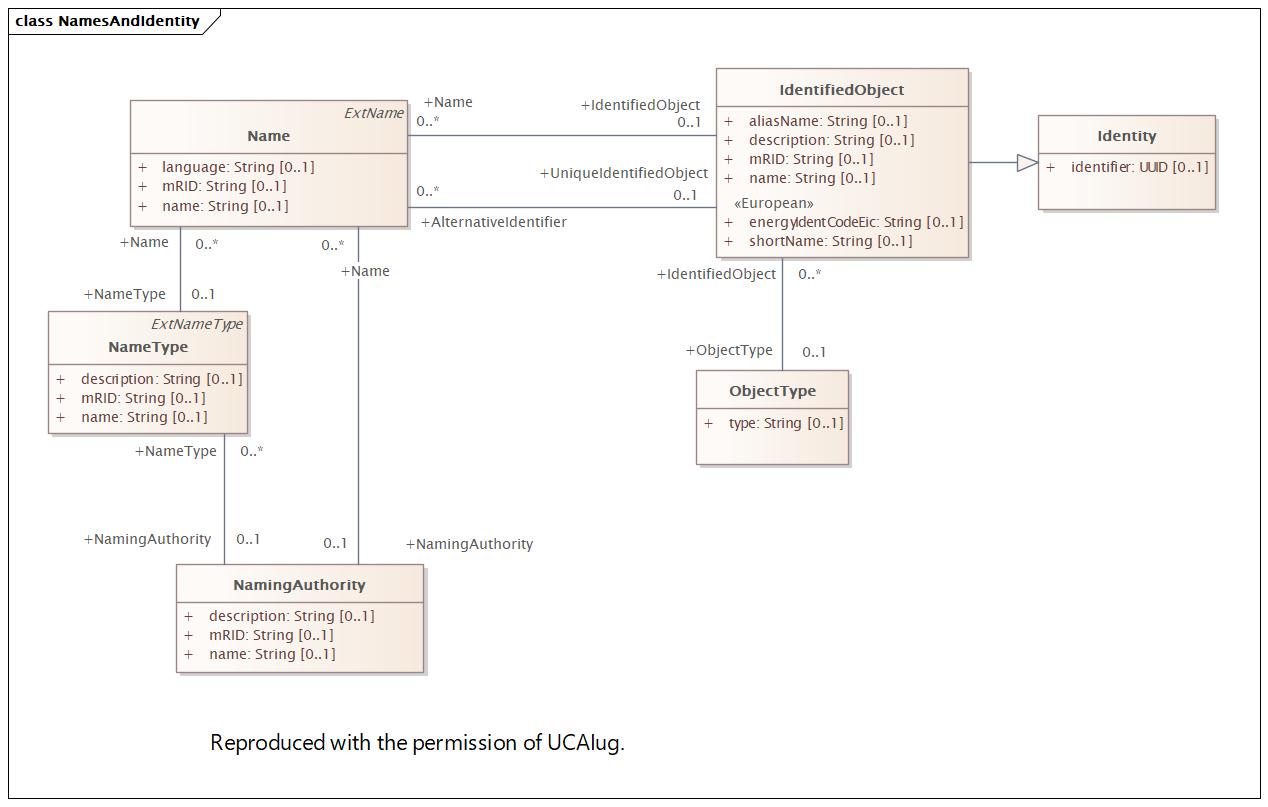 class NamesAndIdentity
ExtName
Name
+ language: String [0..1]
+ mRID: String [0..1]
+ name: String [0..1]
+Name
0..*
+IdentifiedObject
0..1
+UniqueIdentifiedObject
0..*
0..1
+AlternativeIdentifier
IdentifiedObject
+ aliasName: String [0..1]
+ description: String [0..1]
+ mRID: String [0..1]
+ name: String [0..1]
«European»
+ energyIdentCodeEic: String [0..1]
+ shortName: String [0..1]
Identity
+ identifier: UUID [0..1]
+Name
0..*
0..*
+Name
+NameType
0..1
ExtNameType
NameType
+ description: String [0..1]
+ mRID: String [0..1]
+ name: String [0..1]
+IdentifiedObject
0..*
+ObjectType
0..1
ObjectType
+ type: String [0..1]
+NameType
0..*
+NamingAuthority
0..1
0..1
+NamingAuthority
NamingAuthority
+ description: String [0..1]
+ mRID: String [0..1]
+ name: String [0..1]
Reproduced with the permission of UCAIug.